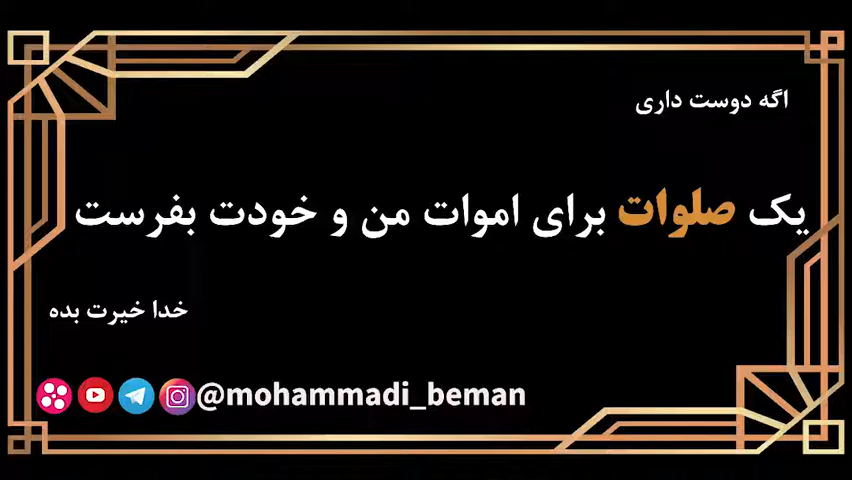 اگه دوست داری
یک صلوات برای اموات من و خودت بفرست
خدا خیرت بده
@mohammadi_beman